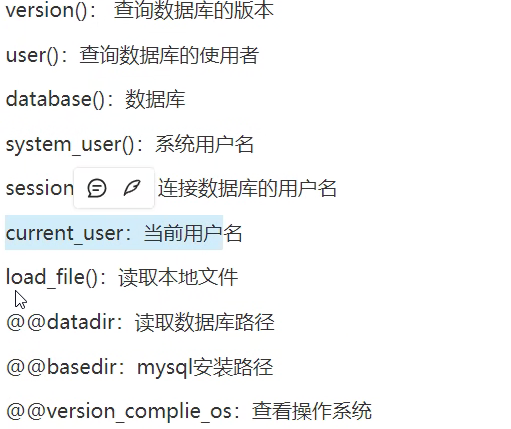 version()： 查询数据库的版本
user()：查询数据库的使用者
database()：数据库
system_user()：系统用户名
session 连接数据库的用户名
current_user：当前用户名
load_file()：读取本地文件
@@datadir：读取数据库路径
@@basedir：mysql安装路径
@@version_complie_os：查看操作系统